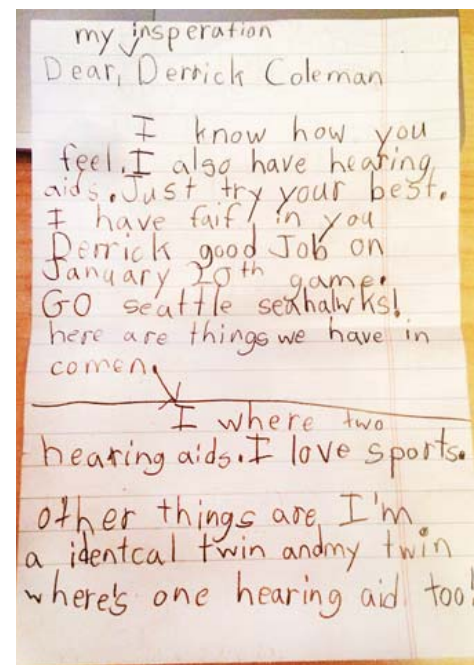 my insperation
Dear, Derrick Coleman
I know how you
feel. I also have hearing
aids. Just try your best.
I have faif in you
Derrick good Job on
January 20th game.
GO seattle seahalwks!
here are things we have in
comen.
I where two
hearing aids. I love sports.
other things are, I'm
a identcal twin andmy twin
where's one hearing aid too!